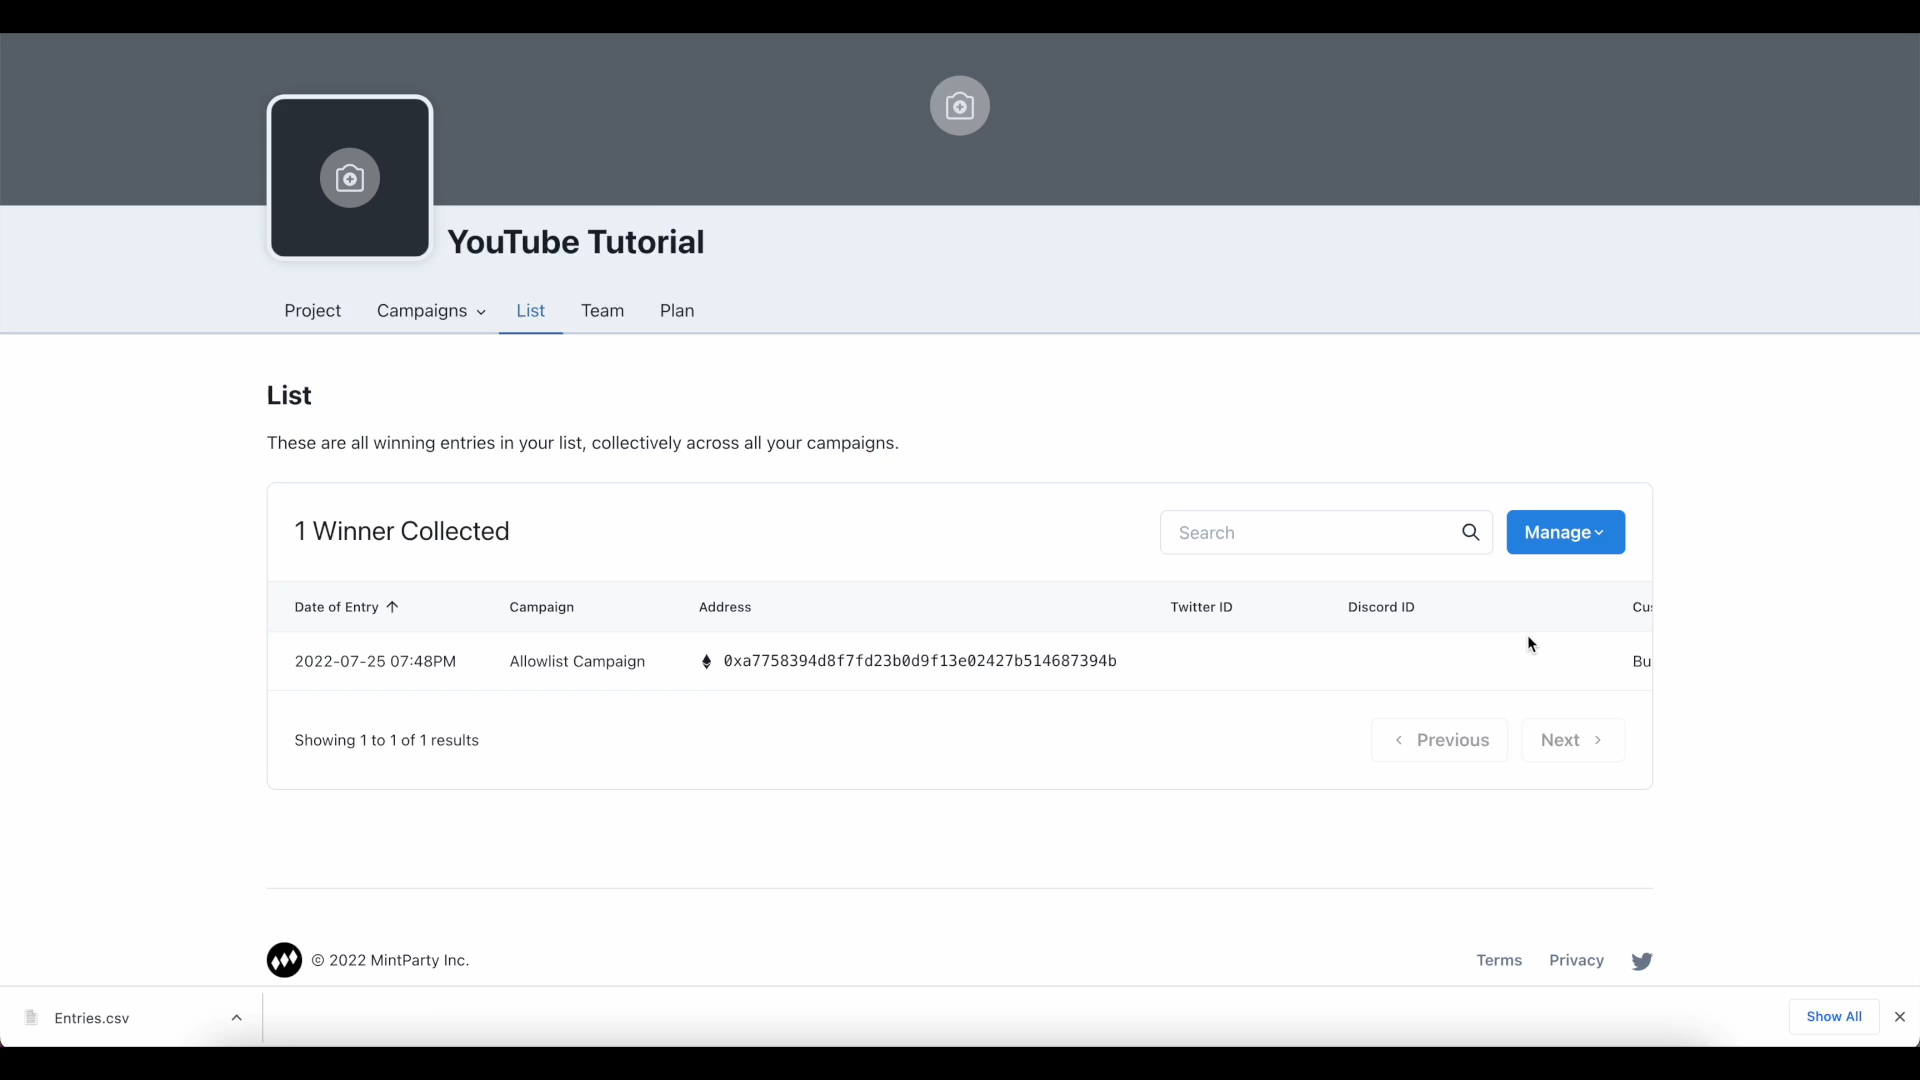 YouTube Tutorial
Project Campaigns List Team Plan
List
These are all winning entries in your list, collectively across all your campaigns.
1 Winner Collected
Search
Manage
Date of Entry Campaign Address Twitter ID Discord ID Cu
2022-07-25 07:48PM Allowlist Campaign 0xa7758394d8f7fd23b0d9f13e02427b514687394b Bu
Showing 1 to 1 of 1 results
Previous Next
© 2022 MintParty Inc.
Terms Privacy
Entries.csv
Show All